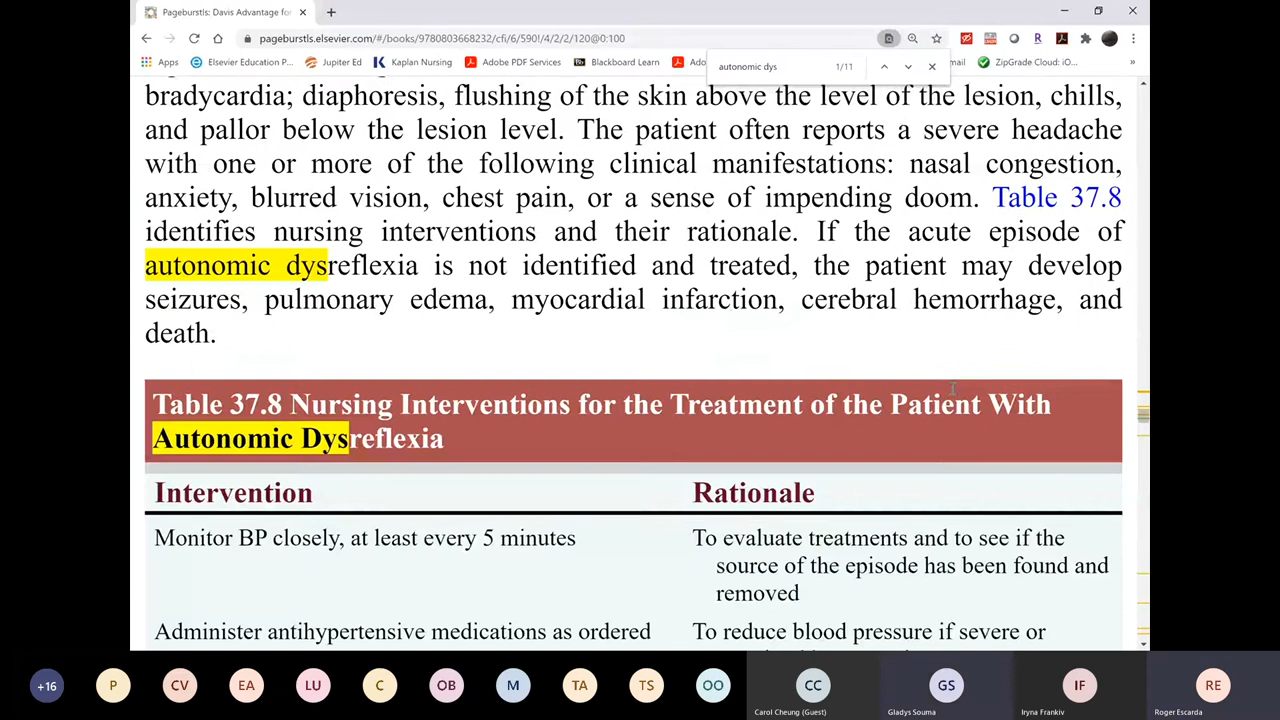 Pageburstls: Davis Advantage for
pageburstls.elsevier.com/#/books/9780803668232/cfi/6/590!/4/2/2/120@0:100
Apps
Elsevier Education P...
Jupiter Ed
Kaplan Nursing
Adobe PDF Services
Blackboard Learn
Ado
mail
ZipGrade Cloud: iO...
»
autonomic dys
1/11
bradycardia; diaphoresis, flushing of the skin above the level of the lesion, chills,
and pallor below the lesion level. The patient often reports a severe headache
with one or more of the following clinical manifestations: nasal congestion,
anxiety, blurred vision, chest pain, or a sense of impending doom. Table 37.8
identifies nursing interventions and their rationale. If the acute episode of
autonomic dysreflexia is not identified and treated, the patient may develop
seizures, pulmonary edema, myocardial infarction, cerebral hemorrhage, and
death.
Table 37.8 Nursing Interventions for the Treatment of the Patient With
Autonomic Dysreflexia
Intervention
Rationale
Monitor BP closely, at least every 5 minutes
To evaluate treatments and to see if the
source of the episode has been found and
removed
Administer antihypertensive medications as ordered
To reduce blood pressure if severe or
+16
P
CV
EA
LU
C
OB
M
TA
TS
OO
CC
Carol Cheung (Guest)
GS
Gladys Souma
IF
Iryna Frankiv
RE
Roger Escarda